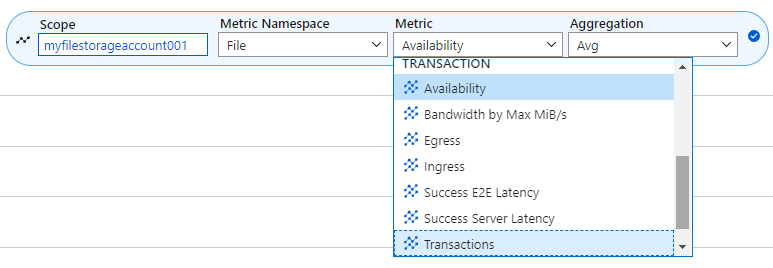 Scope Metric Namespace Metric Aggregation
myfilestorageaccount001 File Availability Avg
TRANSACTION
Availability
Bandwidth by Max MiB/s
Egress
Ingress
Success E2E Latency
Success Server Latency
Transactions